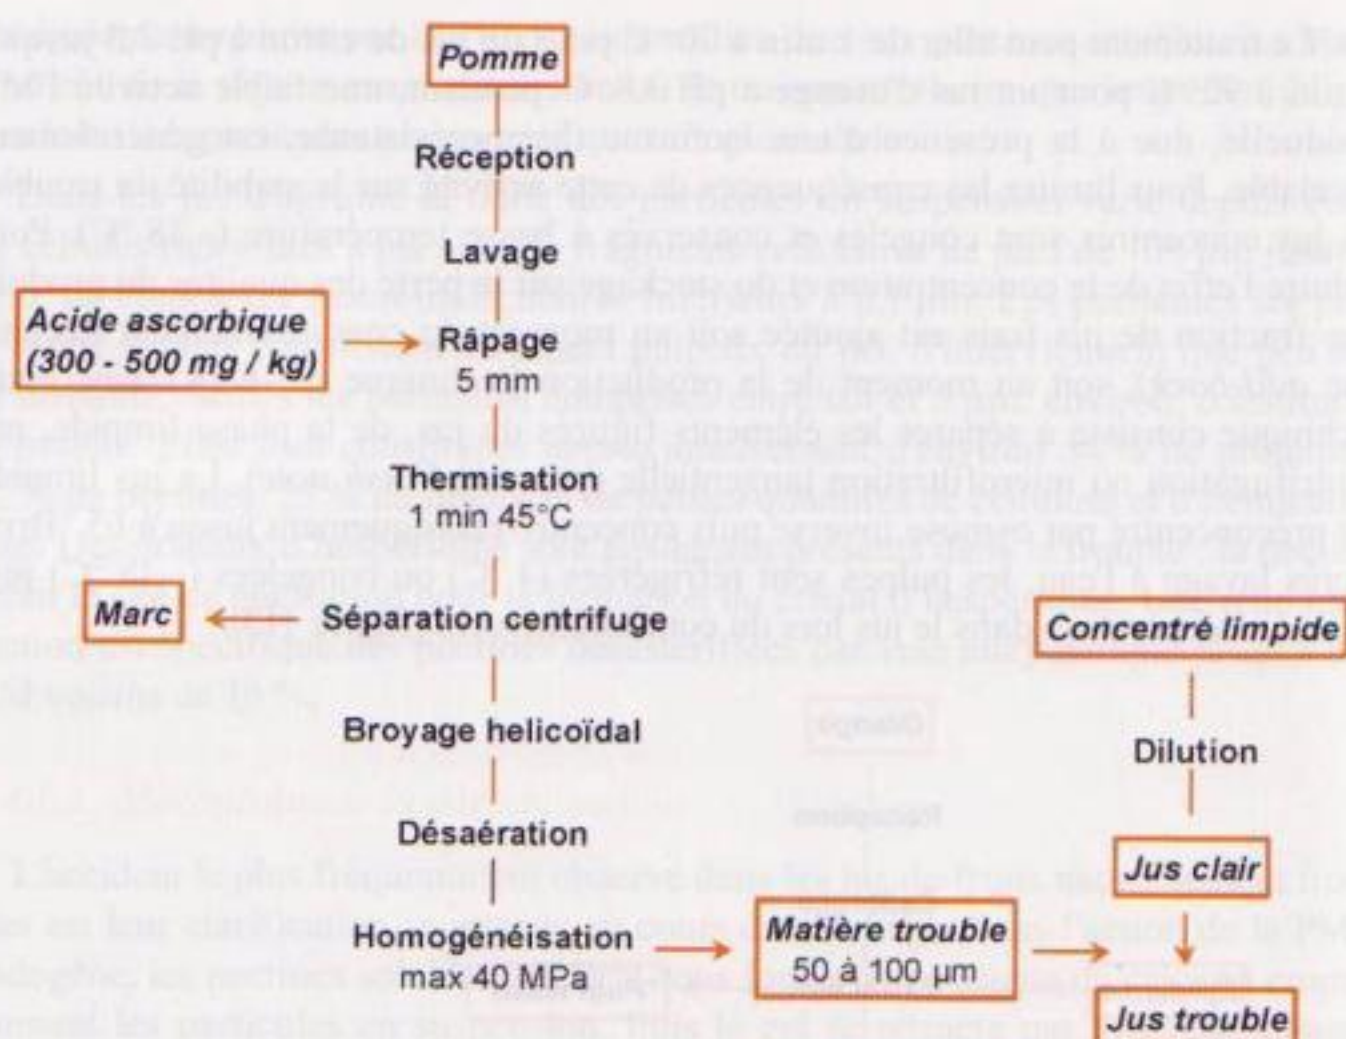 Pomme
Réception
Lavage
Acide ascorbique
(300 - 500 mg / kg)
Râpage
5 mm
Thermisation
1 min 45°C
Marc
Séparation centrifuge
Concentré limpide
Broyage helicoïdal
Dilution
Désaération
Jus clair
Homogénéisation
max 40 MPa
Matière trouble
50 à 100 µm
Jus trouble